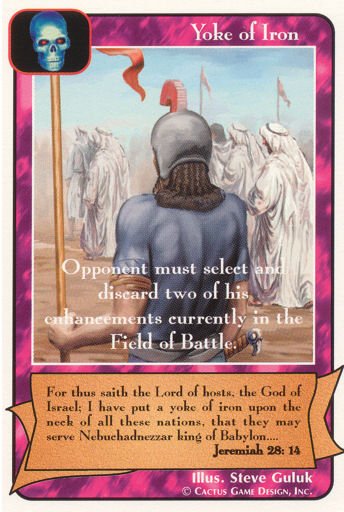 Yoke of Iron
Opponent must select and
discard two of his
enhancements currently in the
Field of Battle.
For thus saith the Lord of hosts, the God of
Israel; I have put a yoke of iron upon the
neck of all these nations, that they may
serve Nebuchadnezzar king of Babylon....
Jeremiah 28: 14
Illus. Steve Guluk
© Cactus Game Design, Inc.